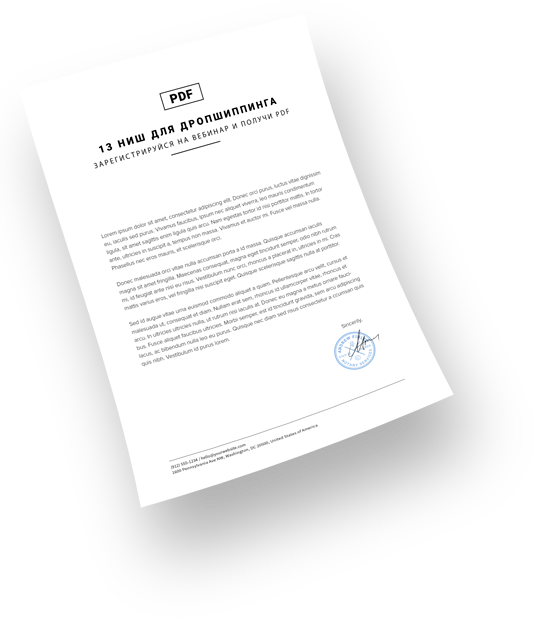 PDF
13 НИШ ДЛЯ ДРОПШИППИНГА
ЗАРЕГИСТРИРУЙСЯ НА ВЕБИНАР И ПОЛУЧИ PDF
Lorem ipsum dolor sit amet, consectetur adipiscing elit. Donec orci purus, luctus vitae dignissim
eu, iaculis sed purus. Vivamus faucibus, ipsum nec aliquet viverra, leo mauris condimentum
ligula, sit amet sagittis enim ligula quis arcu. Nam egestas tortor id nisi porttitor mattis. In tortor
ante, ultricies in suscipit a, tempus non massa. Vivamus et auctor mi. Fusce vel massa nulla
Phasellus nec eros mauris, et scelerisque orci.
Donec malesuada orci vitae nulla accumsan porta a id massa. Quisque accumsan iaculis
magna sit amet fringilla. Maecenas consequat, magna eget tincidunt semper, odio nibh rutrum
mi, id feugiat ante nisi eu risus. Vestibulum nunc orci, rhoncus a placerat in, ultricies in mi. Cras
mattis varius eros, vel fringilla nisl suscipit eget. Quisque scelerisque sagittis nulla at porttitor.
Sed id augue vitae urna euismod commodo aliquet a quam. Pellentesque arcu velit, cursus et
malesuada ut, consequat et diam. Nullam erat sem, rhoncus id ullamcorper vitae, rhoncus et
arcu. In ultricies ultricies nulla, ut rutrum nisi iaculis at. Donec eu magna a metus ornare fauci-
bus. Fusce aliquet faucibus ultricies. Morbi semper, est id tincidunt gravida, sem arcu adipiscing
lacus, ac bibendum nulla leo eu purus. Quisque nec diam sed risus consectetur a cumsan quis
quis nibh. Vestibulum id purus lorem.
Sincerely,
(612) 555-1234 / hello@yourwebsite.com
1600 Pennsylvania Ave NW, Washington, DC 20500, United States of America